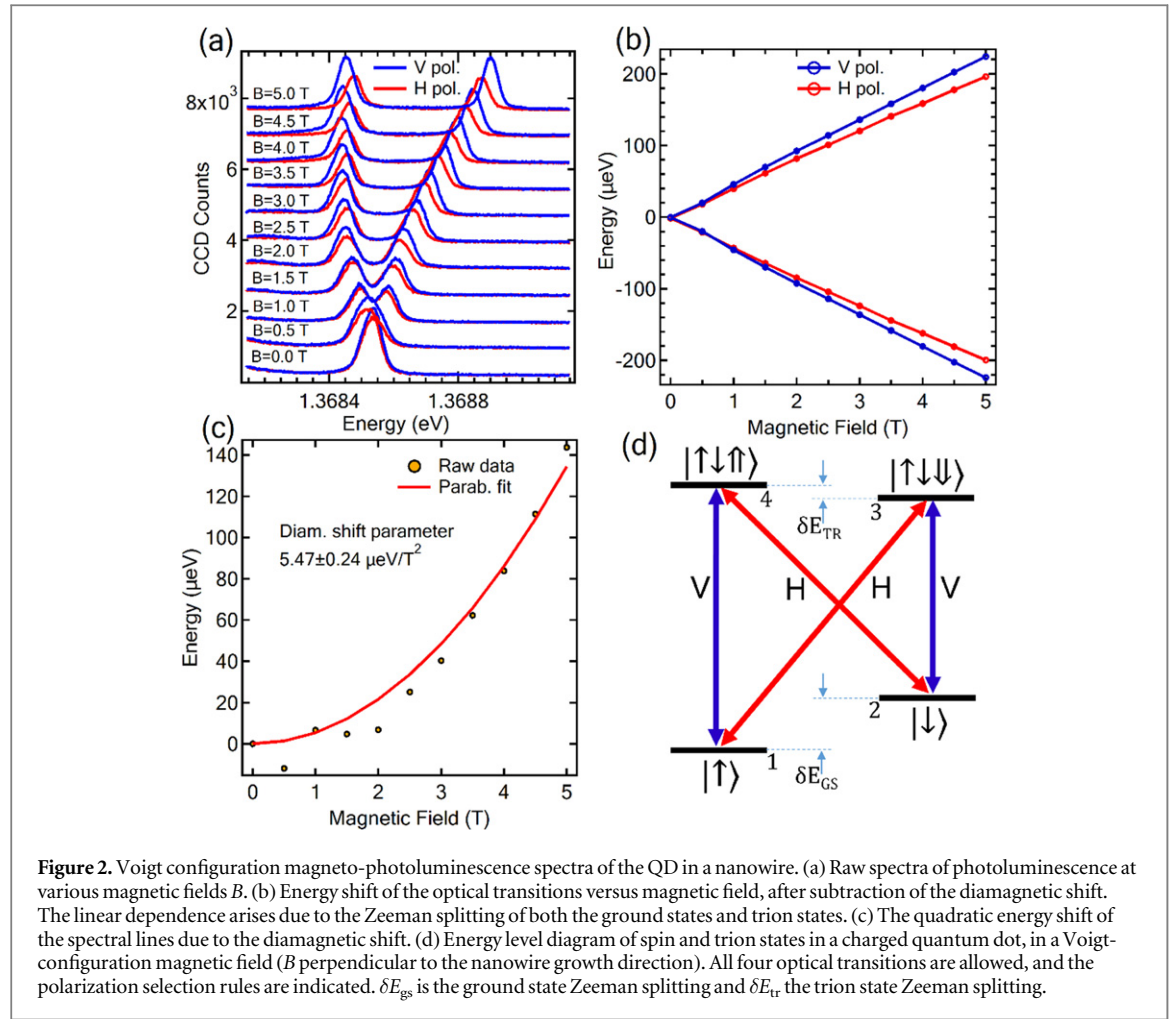 (a)
V pol.
H pol.
8x10³
6
4
2
CCD Counts
B=5.0 T
B=4.5 T
B=4.0 T
B=3.5 T
B=3.0 T
B=2.5 T
B=2.0 T
B=1.5 T
B=1.0 T
B=0.5 T
B=0.0 T
1.3684 1.3688
Energy (eV)
(b)
V pol.
H pol.
200
100
0
-100
-200
Energy (µeV)
0 1 2 3 4 5
Magnetic Field (T)
(c)
Raw data
Parab. fit
Diam. shift parameter
5.47±0.24 µeV/T²
140
120
100
80
60
40
20
0
Energy (µeV)
0 1 2 3 4 5
Magnetic Field (T)
(d)
|↑↓⇑⟩ |↑↓⇓⟩
4 3
δE_TR
V H H V
2
|↓⟩
1
|↑⟩
δE_GS
Figure 2. Voigt configuration magneto-photoluminescence spectra of the QD in a nanowire. (a) Raw spectra of photoluminescence at
various magnetic fields B. (b) Energy shift of the optical transitions versus magnetic field, after subtraction of the diamagnetic shift.
The linear dependence arises due to the Zeeman splitting of both the ground states and trion states. (c) The quadratic energy shift of
the spectral lines due to the diamagnetic shift. (d) Energy level diagram of spin and trion states in a charged quantum dot, in a Voigt-
configuration magnetic field (B perpendicular to the nanowire growth direction). All four optical transitions are allowed, and the
polarization selection rules are indicated. δE_gs is the ground state Zeeman splitting and δE_tr the trion state Zeeman splitting.